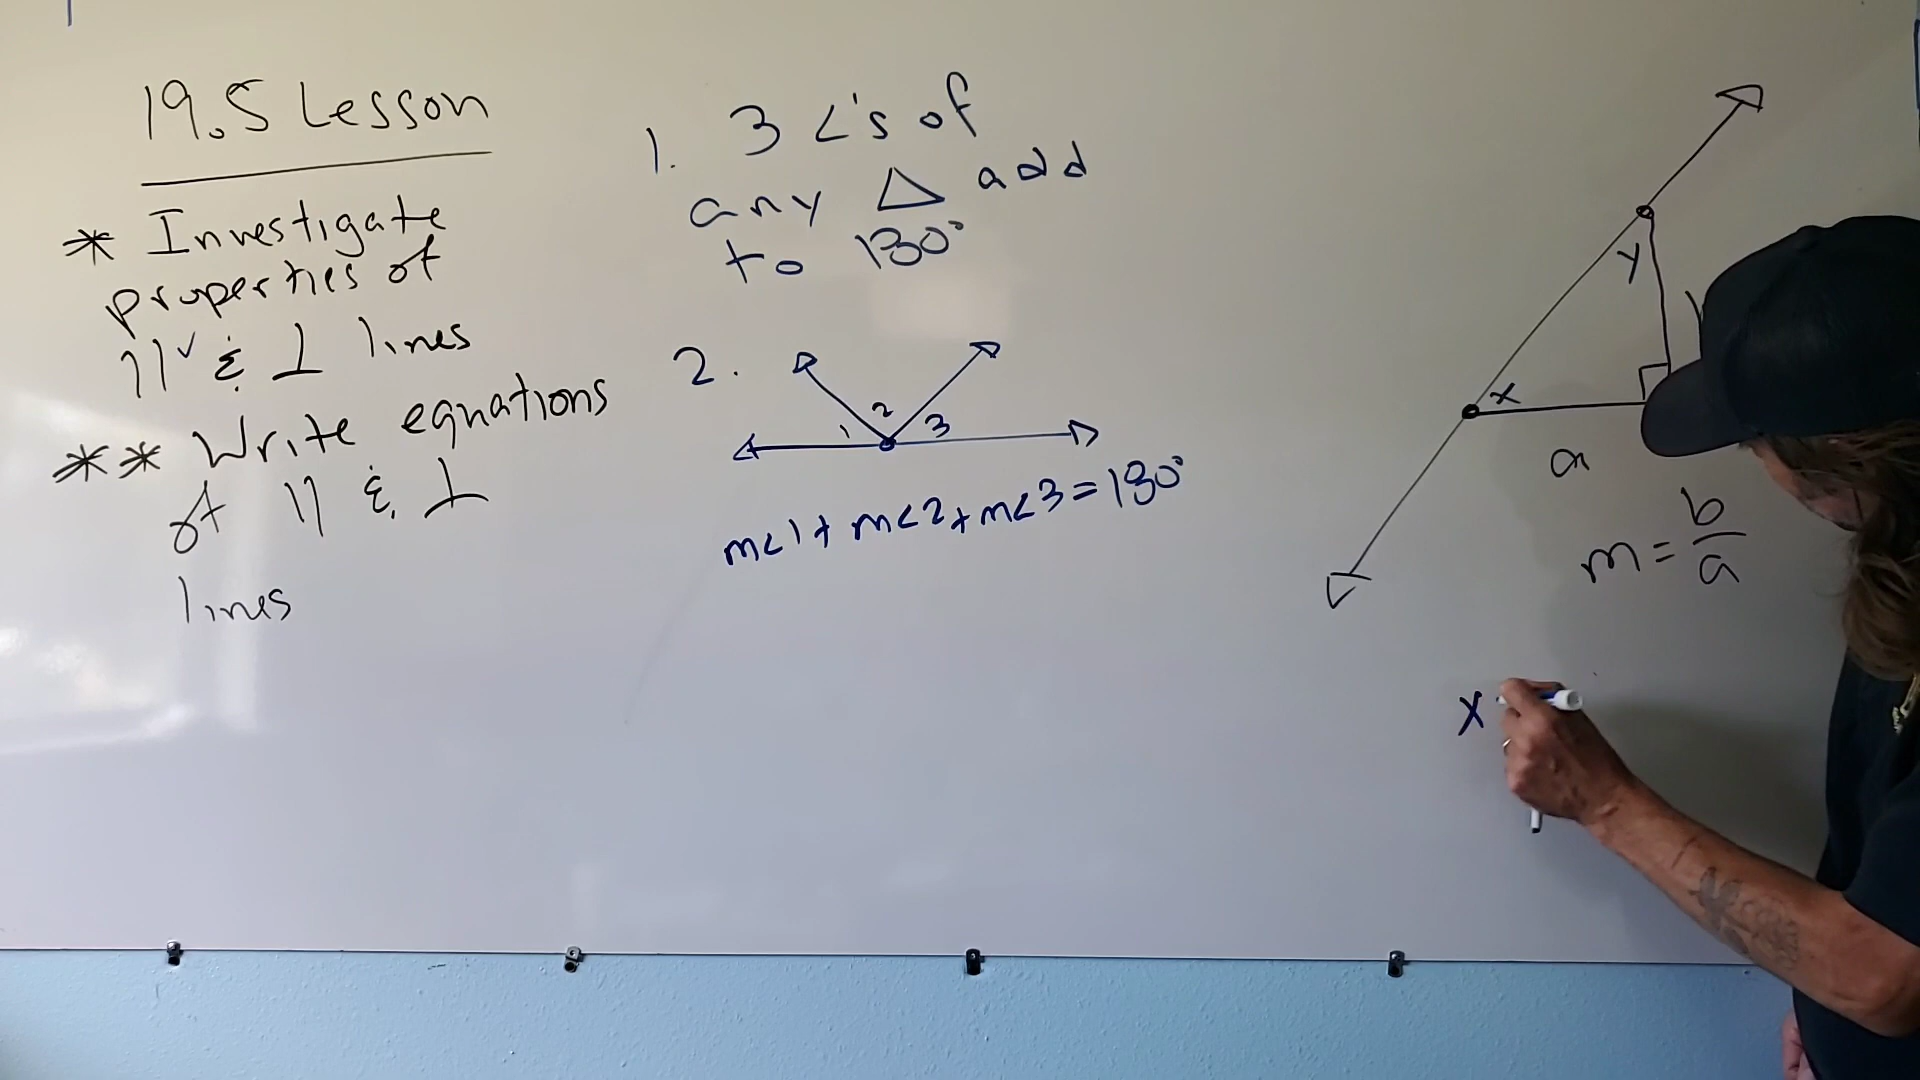 19.5 Lesson
* Investigate
properties of
|| & ⊥ lines
** Write equations
of || & ⊥
lines
1. 3 ∠'s of
any △ add
to 180°
2.
1 2 3
m∠1 + m∠2 + m∠3 = 180°
y
x
a
m = b/a
x